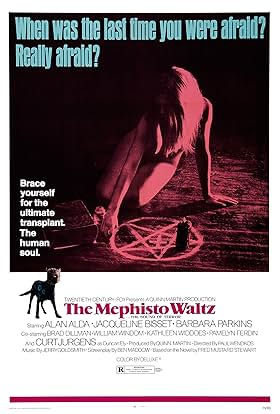 When was the last time you were afraid?
Really afraid?
Brace
yourself
for the
ultimate
transplant.
The
human
soul.
TWENTIETH CENTURY-FOX Presents A QUINN MARTIN PRODUCTION
The Mephisto Waltz
...THE SOUND OF TERROR
Starring ALAN ALDA · JACQUELINE BISSET · BARBARA PARKINS
Co-starring BRAD DILLMAN · WILLIAM WINDOM · KATHLEEN WIDDOES · PAMELYN FERDIN
And CURT JURGENS as Duncan Ely · Produced by QUINN MARTIN · Directed By PAUL WENDKOS
Music By JERRY GOLDSMITH · Screenplay By BEN MADDOW · Based on the Novel by FRED MUSTARD STEWART
COLOR BY DELUXE®
R